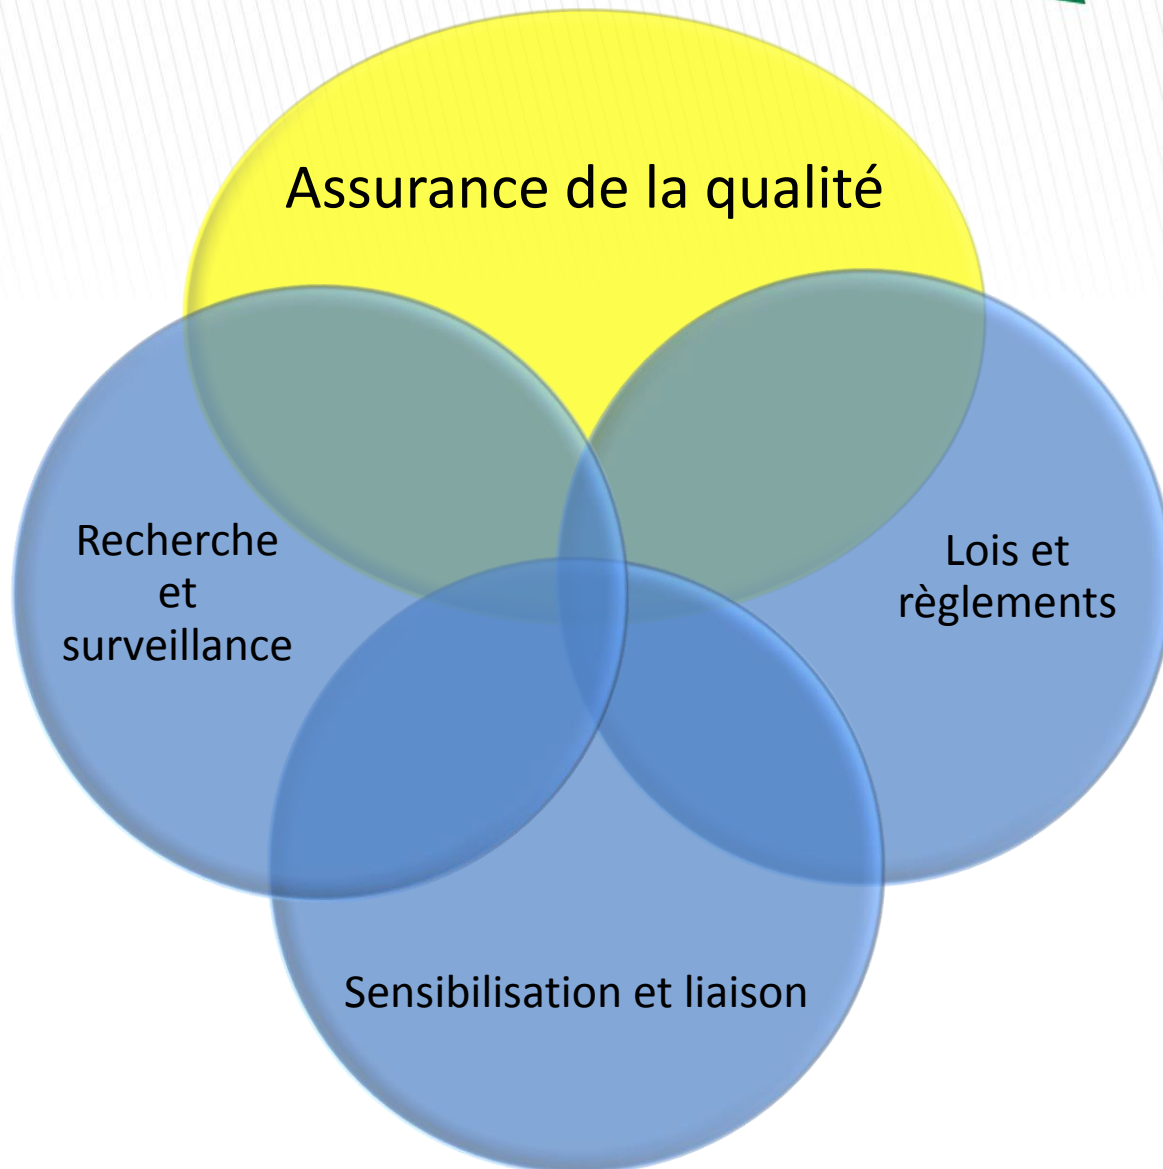 Assurance de la qualité
Recherche
et
surveillance
Lois et
règlements
Sensibilisation et liaison